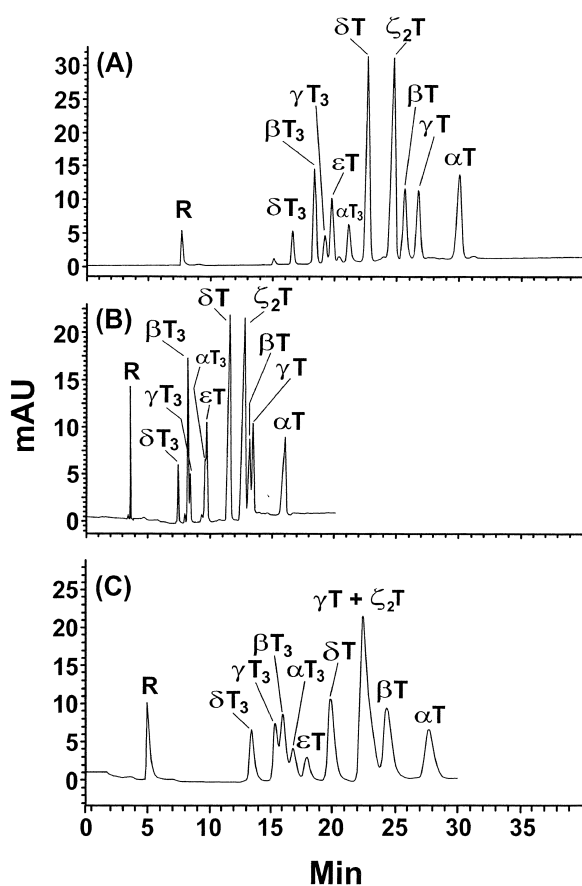 (A)
δT ζ₂T
γT₃
βT₃ εT βT
γT
αT
R δT₃ αT₃
30
25
20
15
10
5
0
(B)
δT ζ₂T
βT₃ αT₃ βT
R γT₃ εT γT
δT₃ αT
20
15
10
5
0
mAU
(C)
γT + ζ₂T
βT₃
γT₃ αT₃ δT
R δT₃ εT βT αT
25
20
15
10
5
0
0 5 10 15 20 25 30 35
Min